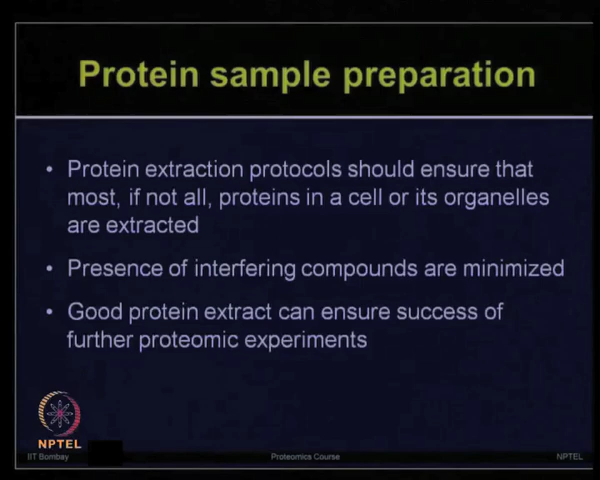 Protein sample preparation
• Protein extraction protocols should ensure that
most, if not all, proteins in a cell or its organelles
are extracted
• Presence of interfering compounds are minimized
• Good protein extract can ensure success of
further proteomic experiments
NPTEL
IIT Bombay
Proteomics Course
NPTEL